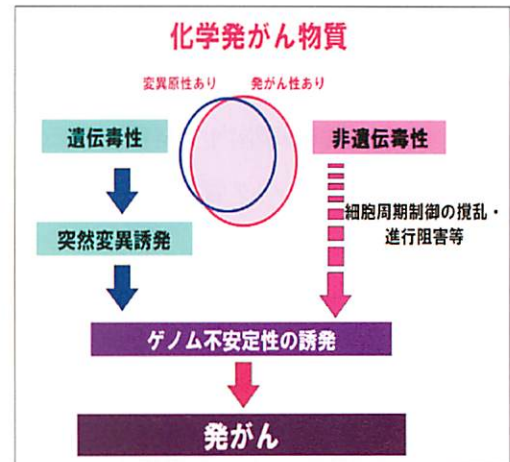 化学発がん物質
変異原性あり
発がん性あり
遺伝毒性
非遺伝毒性
突然変異誘発
細胞周期制御の撹乱・
進行阻害等
ゲノム不安定性の誘発
発がん